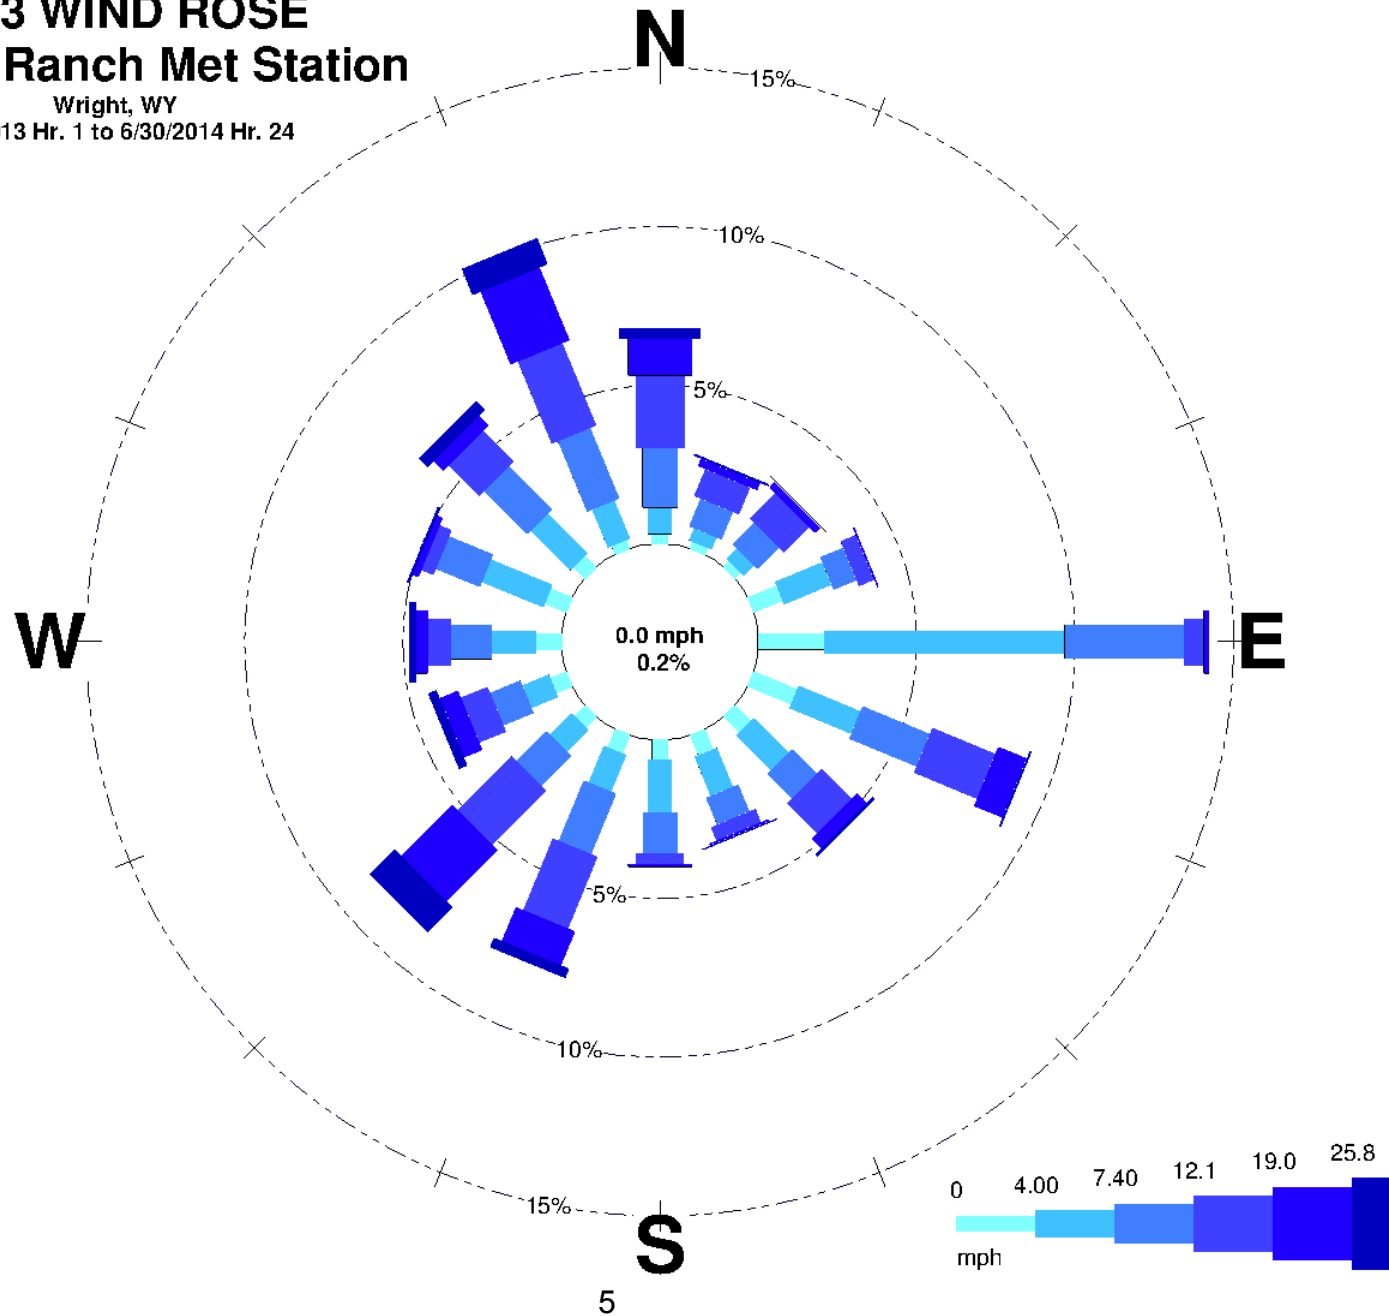 3 WIND ROSE
Ranch Met Station
Wright, WY
13 Hr. 1 to 6/30/2014 Hr. 24
N
15%
10%
5%
W
0.0 mph
0.2%
E
5%
10%
15%
S
0 4.00 7.40 12.1 19.0 25.8
mph
5